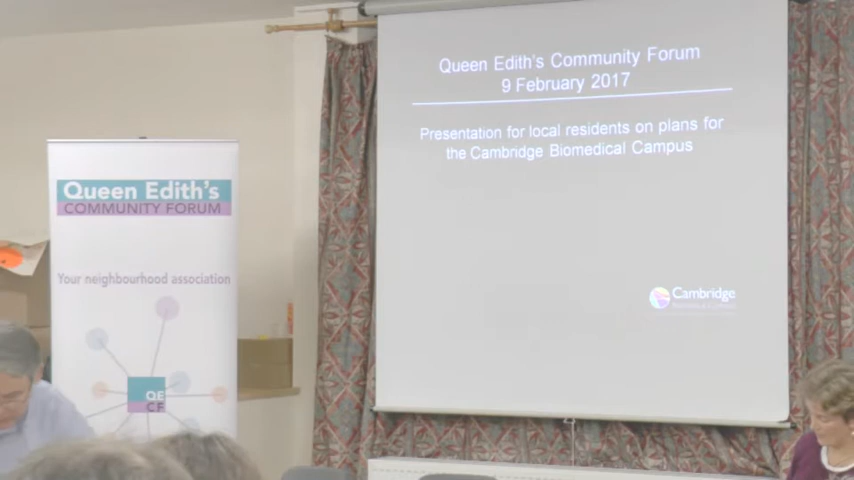 Queen Edith's Community Forum
9 February 2017
Presentation for local residents on plans for
the Cambridge Biomedical Campus
Cambridge
Queen Edith's
COMMUNITY FORUM
Your neighbourhood association
QE
CF